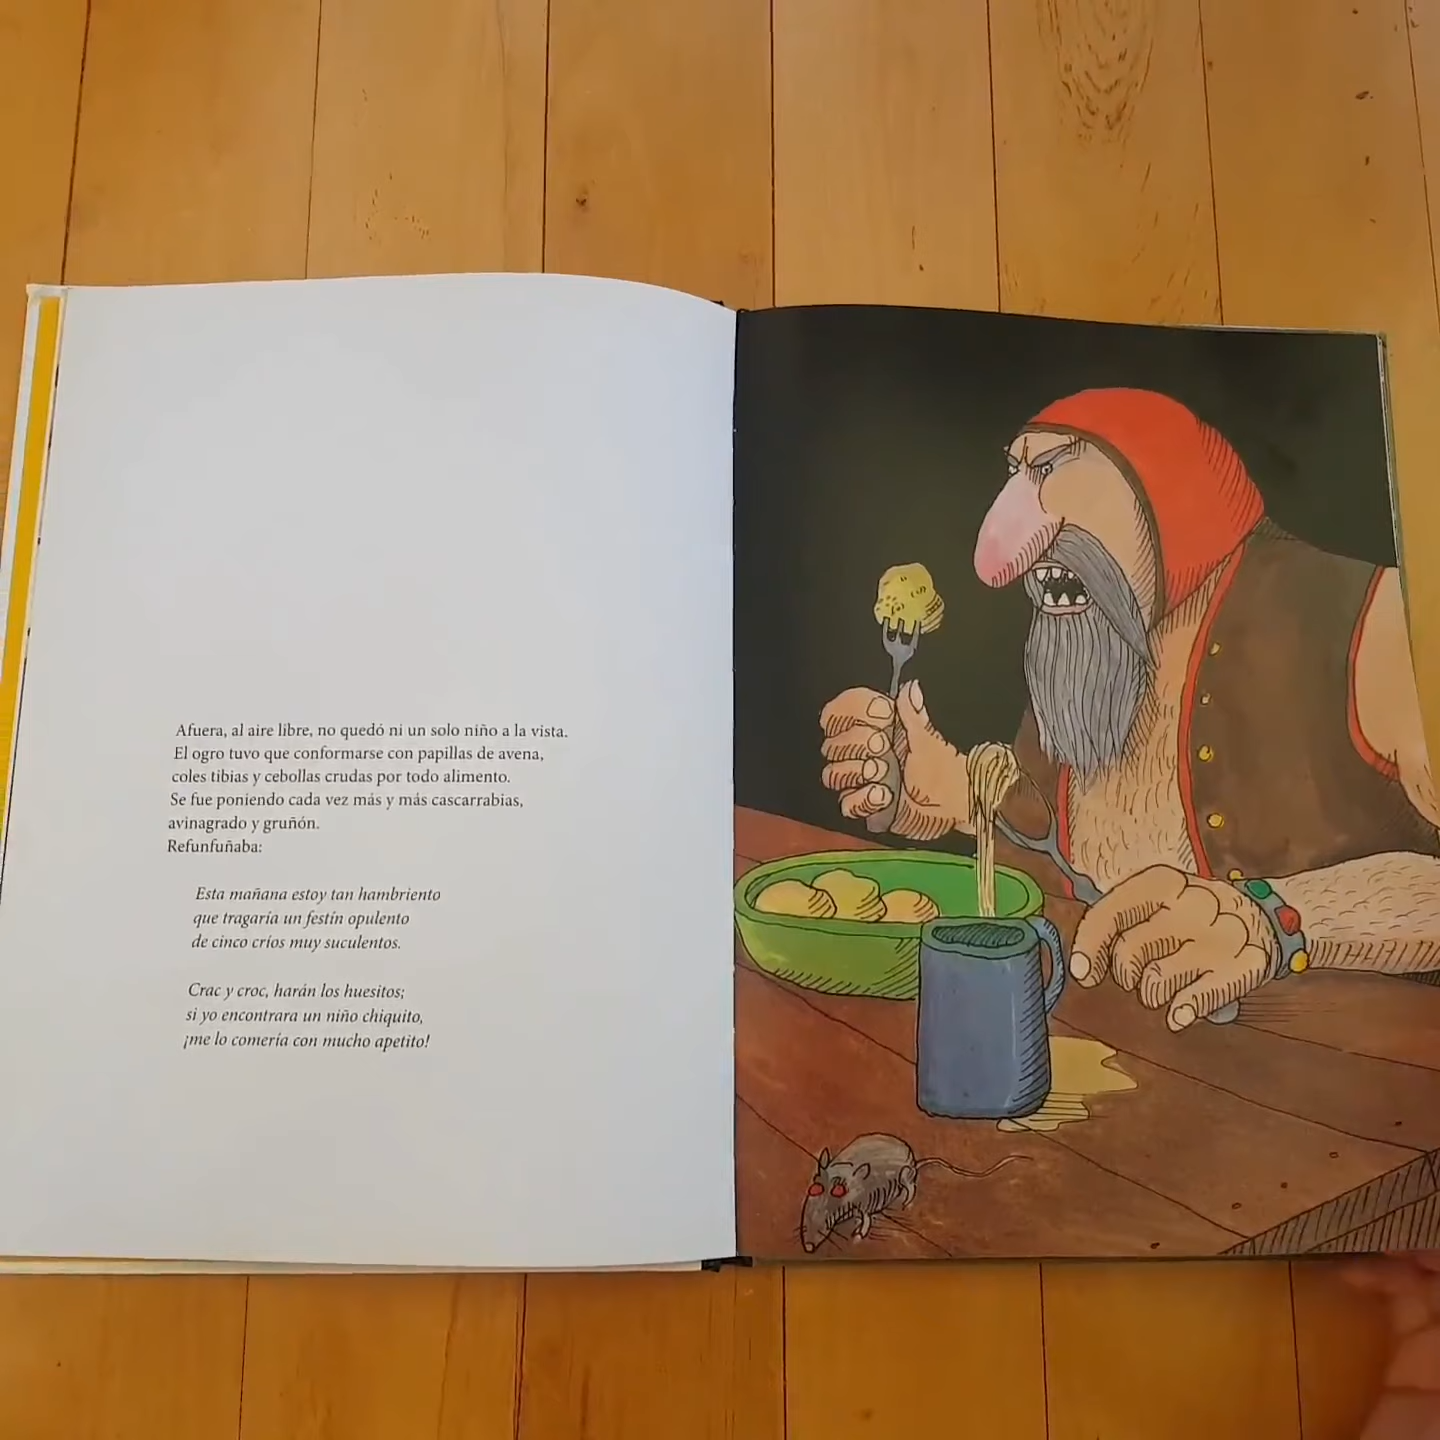 Afuera, al aire libre, no quedó ni un solo niño a la vista.
El ogro tuvo que conformarse con papillas de avena,
coles tibias y cebollas crudas por todo alimento.
Se fue poniendo cada vez más y más cascarrabias,
avinagrado y gruñón.
Refunfuñaba:
Esta mañana estoy tan hambriento
que tragaría un festín opulento
de cinco críos muy suculentos.
Crac y croc, harán los huesitos;
si yo encontrara un niño chiquito,
¡me lo comería con mucho apetito!